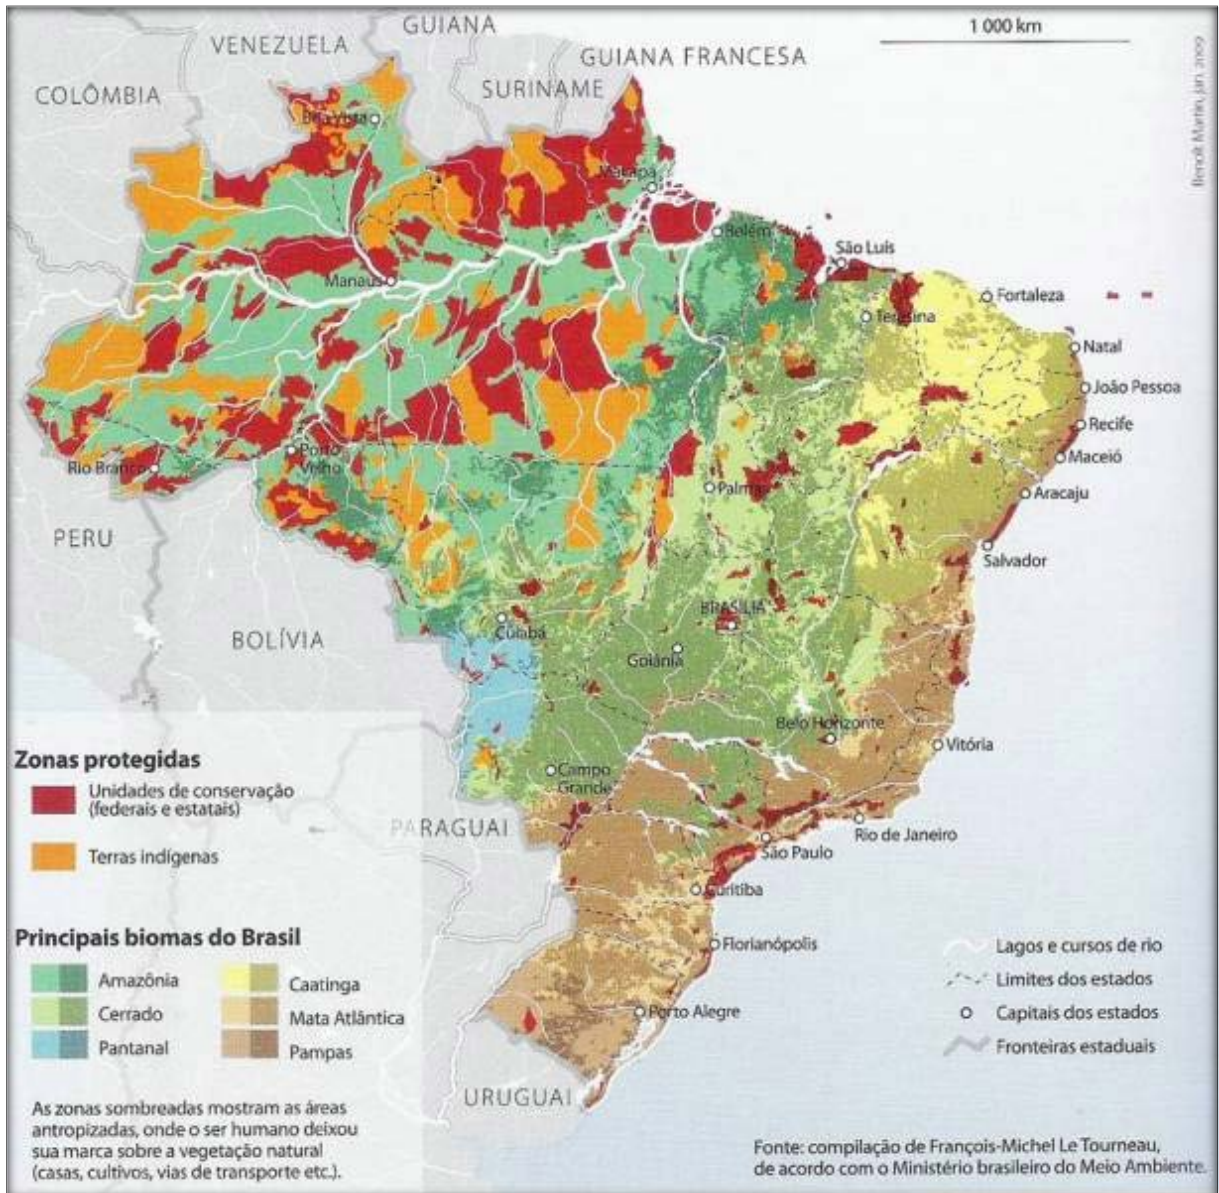 GUIANA
1 000 km
VENEZUELA
GUIANA FRANCESA
SURINAME
COLÔMBIA
Benoît Martin, jan. 2009
Boa Vista
Makapa
Belém
São Luís
Manaus
Fortaleza
Teresina
Natal
João Pessoa
Recife
Porto
Velho
Rio Branco
Maceió
Palmas
Aracaju
PERU
Salvador
BRASÍLIA
Cuiabá
BOLÍVIA
Goiânia
Belo Horizonte
Vitória
Zonas protegidas
Campo
Grande
Unidades de conservação
(federais e estatais)
PARAGUAI
Rio de Janeiro
São Paulo
Terras indígenas
Curitiba
Principais biomas do Brasil
Florianópolis
Lagos e cursos de rio
Amazônia
Caatinga
Limites dos estados
Cerrado
Mata Atlântica
Porto Alegre
Capitais dos estados
Pantanal
Pampas
Fronteiras estaduais
URUGUAI
As zonas sombreadas mostram as áreas
antropizadas, onde o ser humano deixou
sua marca sobre a vegetação natural
(casas, cultivos, vias de transporte etc.).
Fonte: compilação de François-Michel Le Tourneau,
de acordo com o Ministério brasileiro do Meio Ambiente.